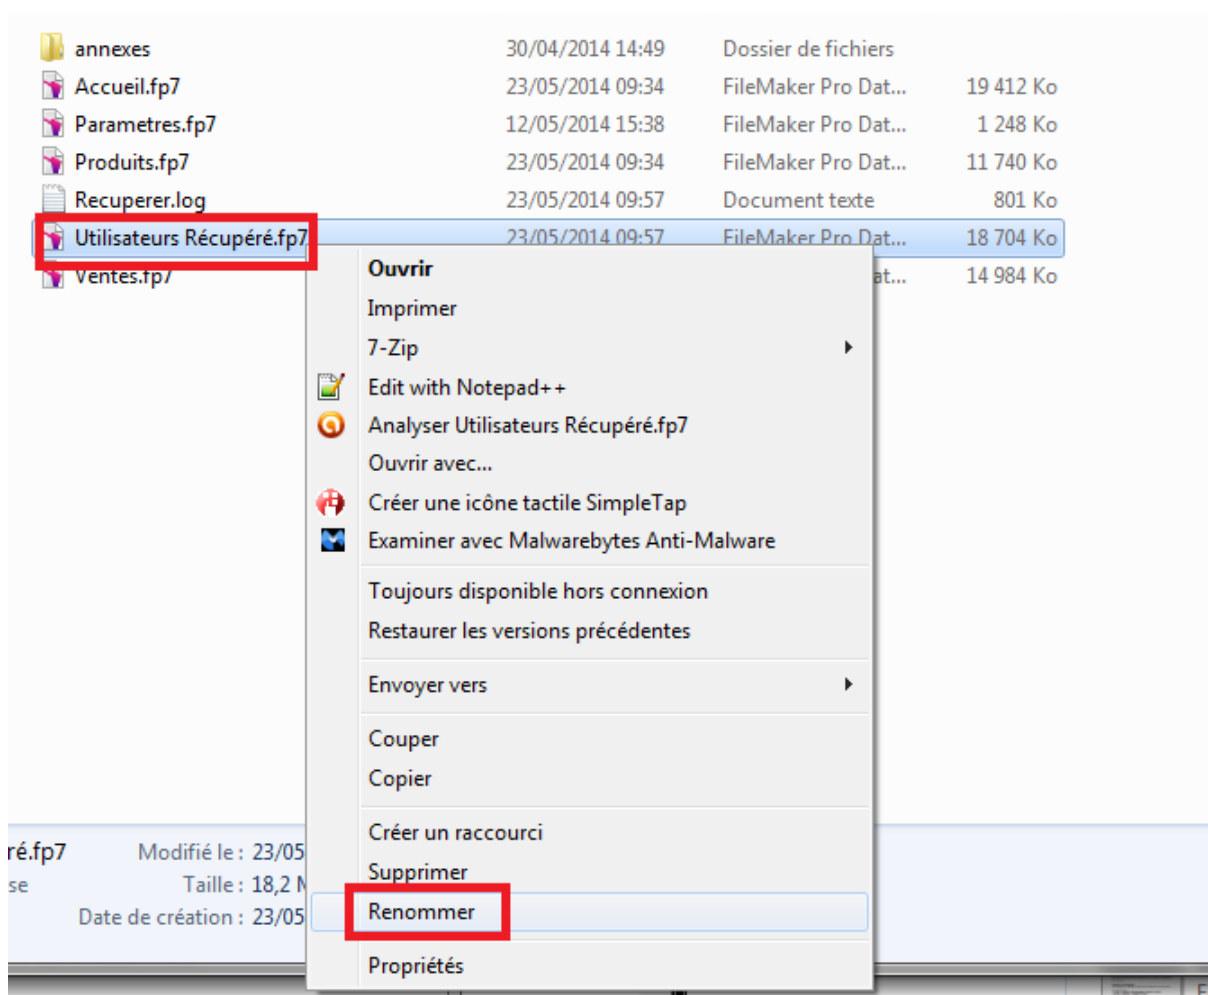 annexes 30/04/2014 14:49 Dossier de fichiers
Accueil.fp7 23/05/2014 09:34 FileMaker Pro Dat... 19 412 Ko
Parametres.fp7 12/05/2014 15:38 FileMaker Pro Dat... 1 248 Ko
Produits.fp7 23/05/2014 09:34 FileMaker Pro Dat... 11 740 Ko
Recuperer.log 23/05/2014 09:57 Document texte 801 Ko
Utilisateurs Récupéré.fp7 23/05/2014 09:57 FileMaker Pro Dat... 18 704 Ko
Ventes.fp7 at... 14 984 Ko
Ouvrir
Imprimer
7-Zip
Edit with Notepad++
Analyser Utilisateurs Récupéré.fp7
Ouvrir avec...
Créer une icône tactile SimpleTap
Examiner avec Malwarebytes Anti-Malware
Toujours disponible hors connexion
Restaurer les versions précédentes
Envoyer vers
Couper
Copier
Créer un raccourci
Supprimer
Renommer
Propriétés
ré.fp7 Modifié le : 23/05
se Taille : 18,2 M
Date de création : 23/05